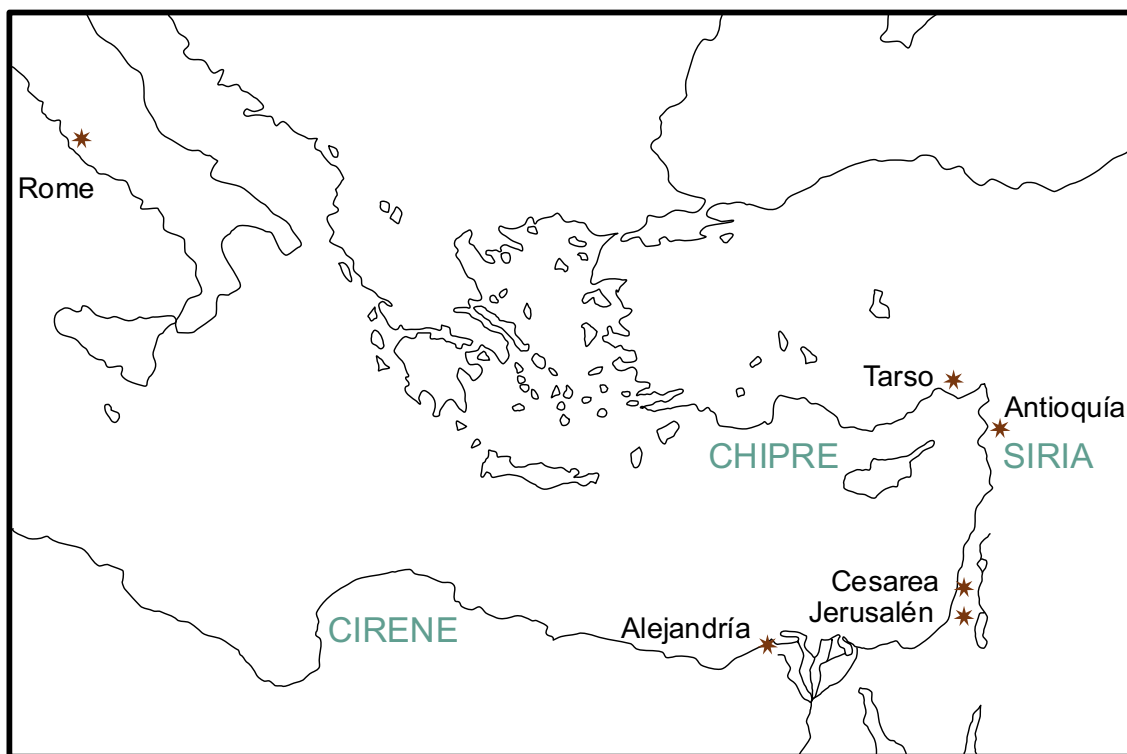 Rome
Tarso
Antioquía
CHIPRE
SIRIA
Cesarea
Jerusalén
CIRENE
Alejandría